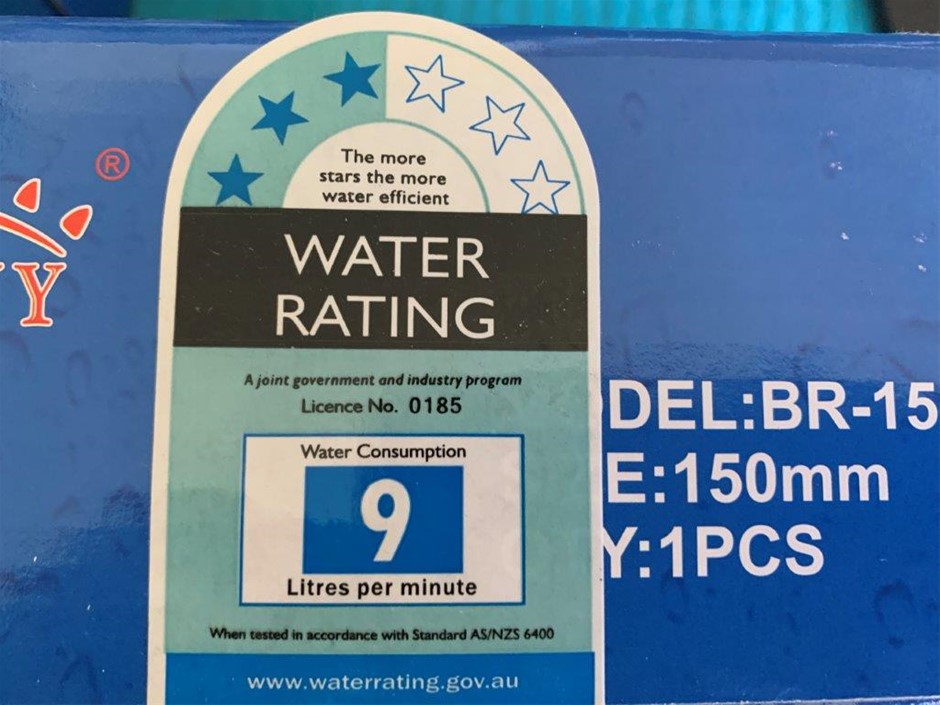 ®
Y
The more
stars the more
water efficient
WATER
RATING
A joint government and industry program
Licence No. 0185
Water Consumption
9
Litres per minute
When tested in accordance with Standard AS/NZS 6400
www.waterrating.gov.au
DEL:BR-15
E:150mm
Y:1PCS